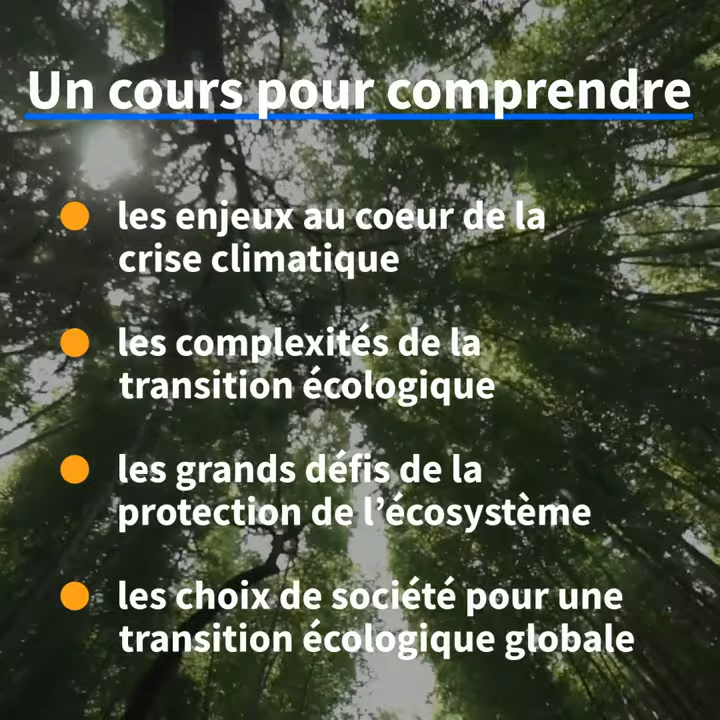 Un cours pour comprendre
les enjeux au coeur de la
crise climatique
les complexités de la
transition écologique
les grands défis de la
protection de l’écosystème
les choix de société pour une
transition écologique globale